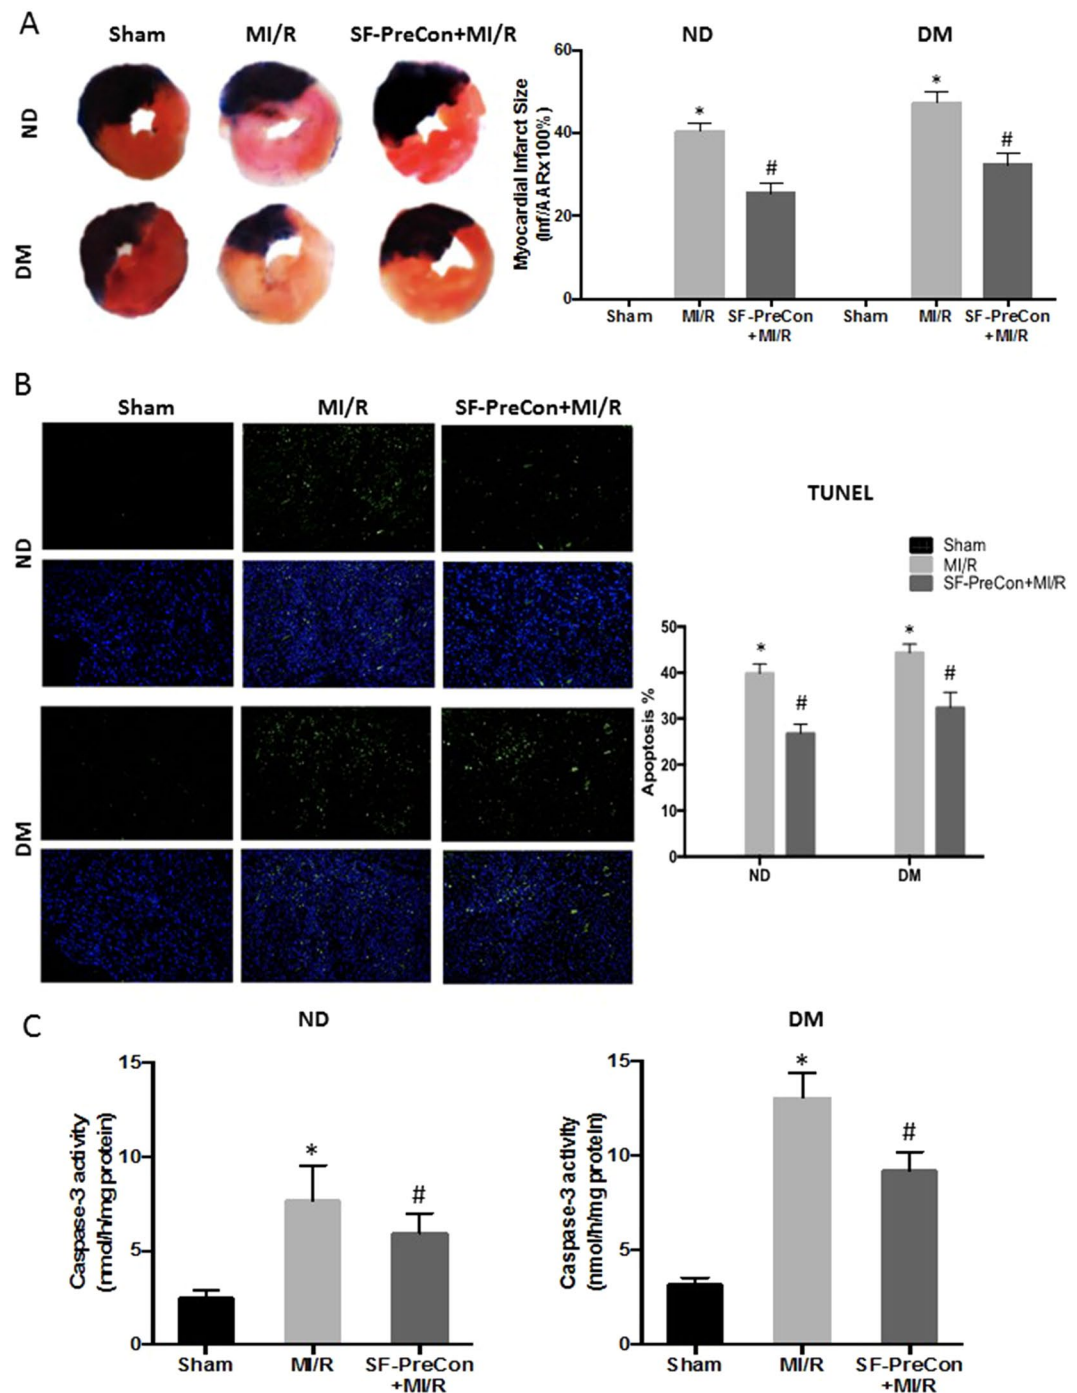 A
Sham
MI/R
SF-PreCon+MI/R
ND
DM
ND
DM
Myocardial Infarct Size
(Inf/AARx100%)
60
40
20
0
*
#
*
#
Sham
MI/R
SF-PreCon
+MI/R
Sham
MI/R
SF-PreCon
+MI/R
B
Sham
MI/R
SF-PreCon+MI/R
ND
DM
TUNEL
Sham
MI/R
SF-PreCon+MI/R
Apoptosis %
50
40
30
20
10
0
*
#
*
#
ND
DM
C
ND
Caspase-3 activity
(nmol/h/mg protein)
15
10
5
0
*
#
Sham
MI/R
SF-PreCon
+MI/R
DM
Caspase-3 activity
(nmol/h/mg protein)
15
10
5
0
*
#
Sham
MI/R
SF-PreCon
+MI/R